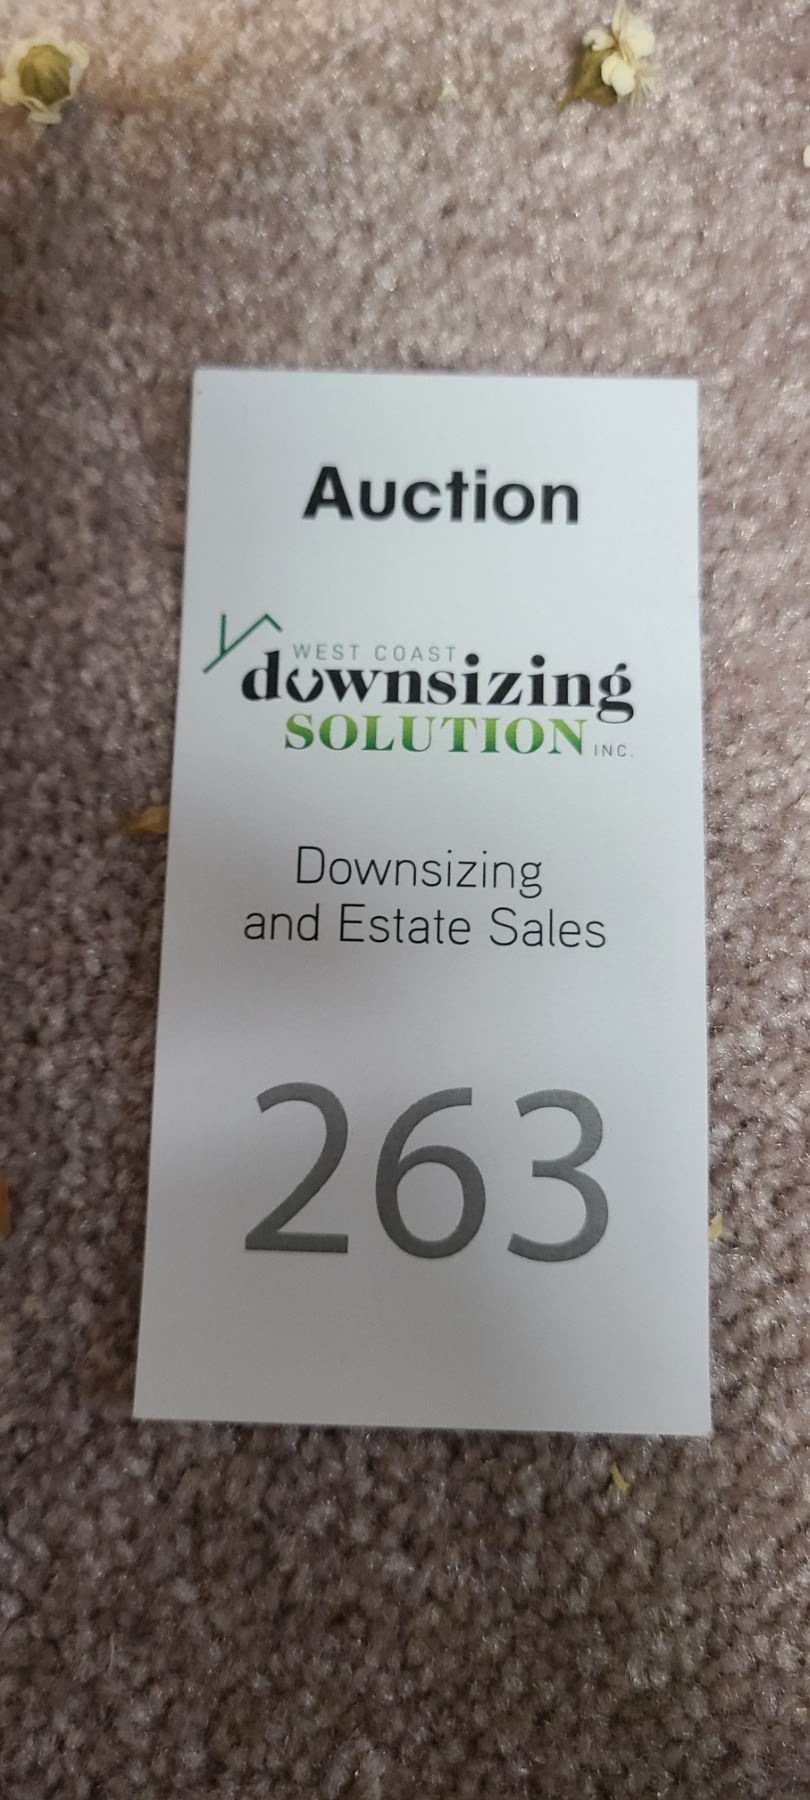 Auction
WEST COAST
downsizing
SOLUTION INC.
Downsizing
and Estate Sales
263